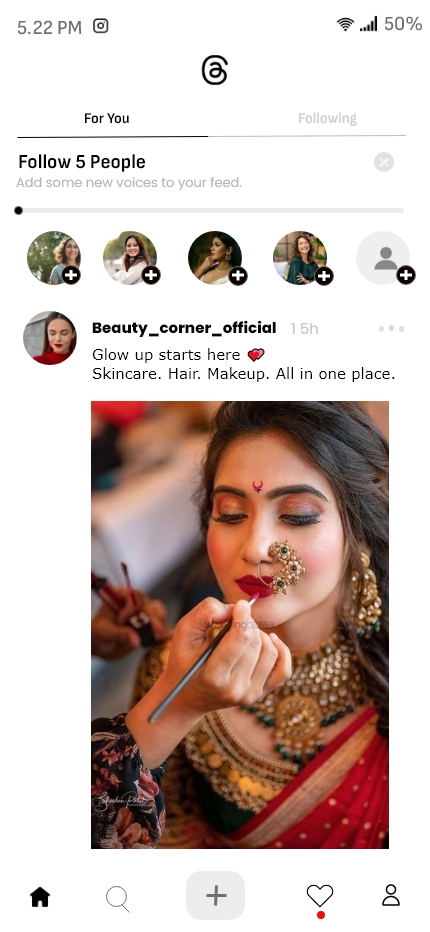 5.22 PM
50%
For You
Following
Follow 5 People
Add some new voices to your feed.
Beauty_corner_official 15h
Glow up starts here 💕
Skincare. Hair. Makeup. All in one place.